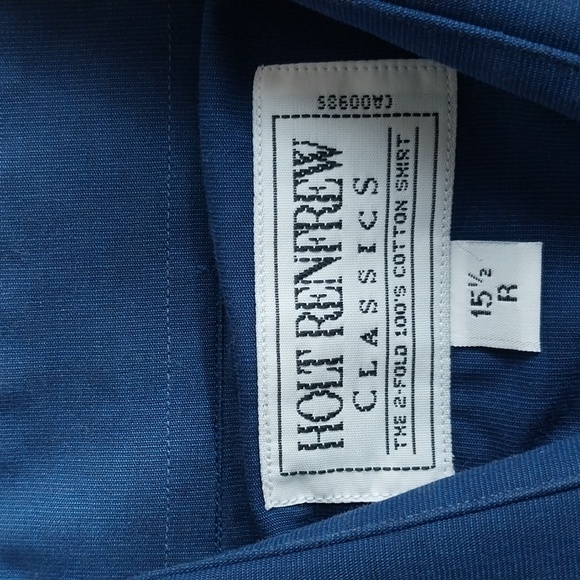 HOLT RENFREW
CLASSICS
THE 2-FOLD 100'S COTTON SHIRT
CA00985
15½
R